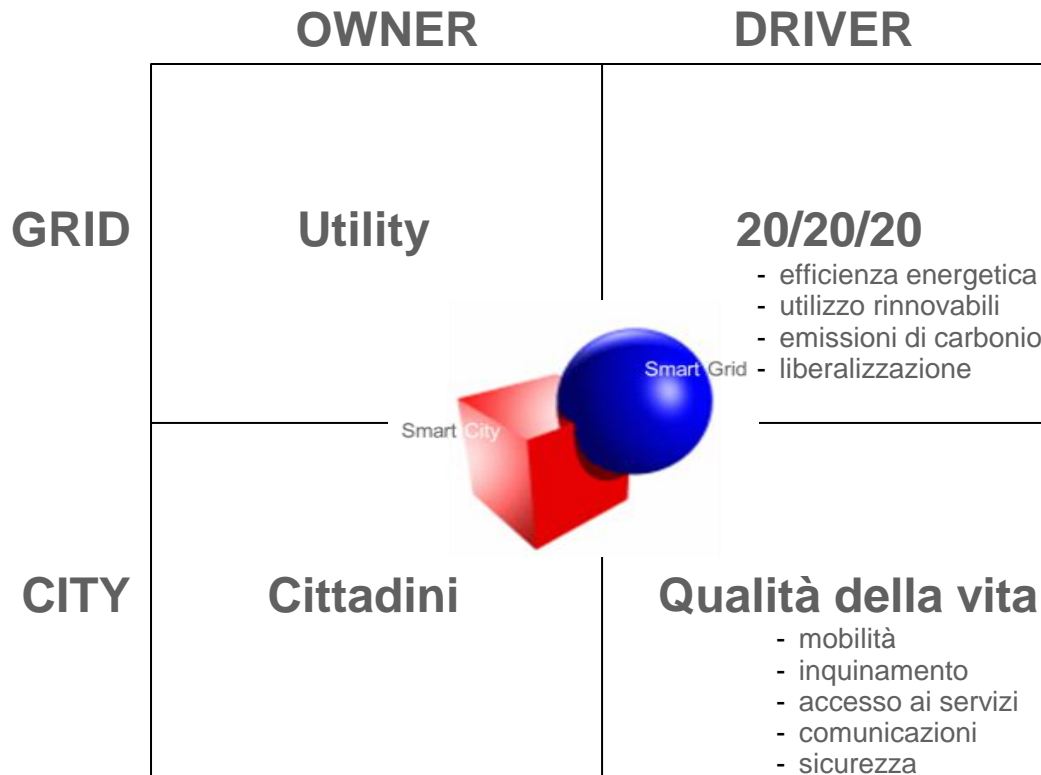 OWNER DRIVER
GRID Utility 20/20/20
- efficienza energetica
- utilizzo rinnovabili
- emissioni di carbonio
- liberalizzazione
Smart Grid
Smart City
CITY Cittadini Qualità della vita
- mobilità
- inquinamento
- accesso ai servizi
- comunicazioni
- sicurezza